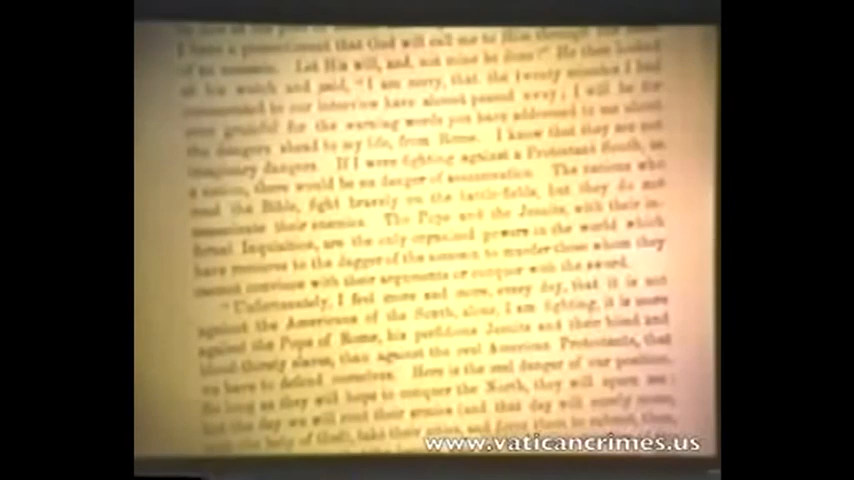 I have a presentiment that God will call me to Him through the
of an assassin. Let His will, and not mine be done!" He then looked
at his watch and said, "I am sorry, that the twenty minutes I had
consecrated to our interview have almost passed away; I will be for
ever grateful for the warning words you have addressed to me about
the dangers ahead to my life, from Rome. I know that they are not
imaginary dangers. If I were fighting against a Protestant South, as
a nation, there would be no danger of assassination. The nations who
read the Bible, fight bravely on the battle-fields, but they do not
assassinate their enemies. The Pope and the Jesuits, with their in-
fernal Inquisition, are the only organized powers in the world which
have recourse to the dagger of the assassin to murder those whom they
cannot convince with their arguments or conquer with the sword.
"Unfortunately, I feel more and more, every day, that it is not
against the Americans of the South, alone, I am fighting, it is more
against the Pope of Rome, his perfidious Jesuits and their blind and
blood-thirsty slaves, than against the real American Protestants, that
we have to defend ourselves. Here is the real danger of our position.
So long as they will hope to conquer the North, they will spare me;
but the day we will rout their armies (and that day will surely come,
with the help of God), take their cities, and force them to submit, then,
www.vaticancrimes.us